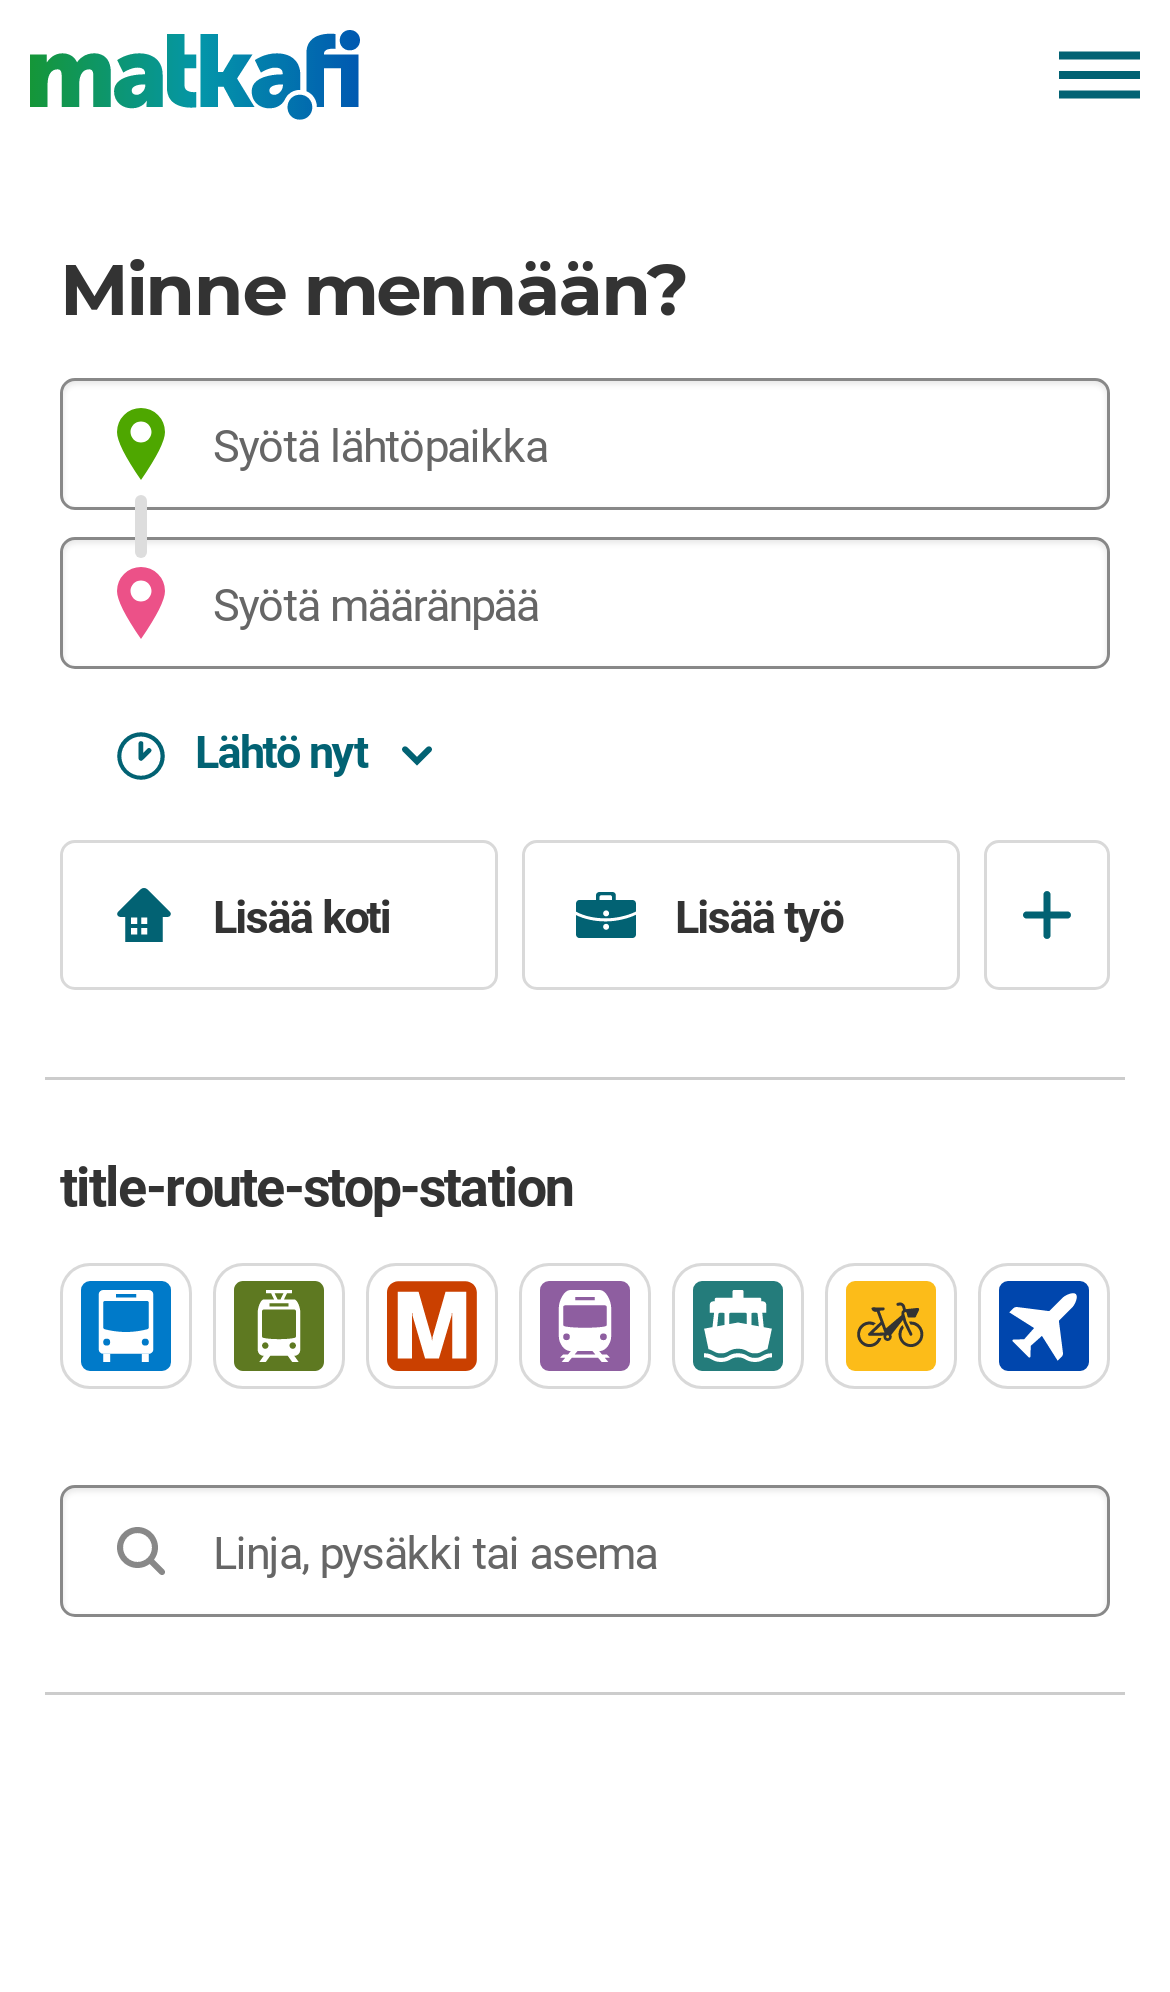 matka.fi
Minne mennään?
Syötä lähtöpaikka
Syötä määränpää
Lähtö nyt
Lisää koti
Lisää työ
title-route-stop-station
M
Linja, pysäkki tai asema